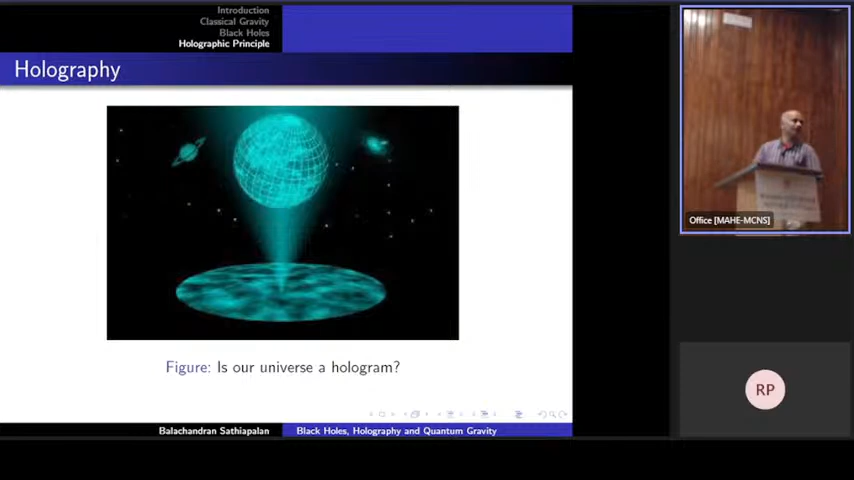 Introduction
Classical Gravity
Black Holes
Holographic Principle
Holography
Figure: Is our universe a hologram?
Balachandran Sathiapalan
Black Holes, Holography and Quantum Gravity
Office [MAHE-MCNS]
RP